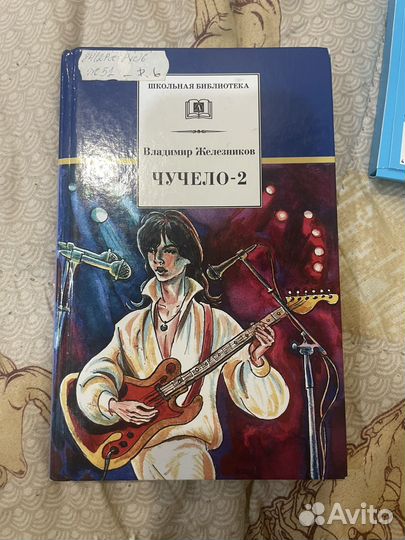 ШКОЛЬНАЯ БИБЛИОТЕКА
Владимир Железников
ЧУЧЕЛО-2
Avito